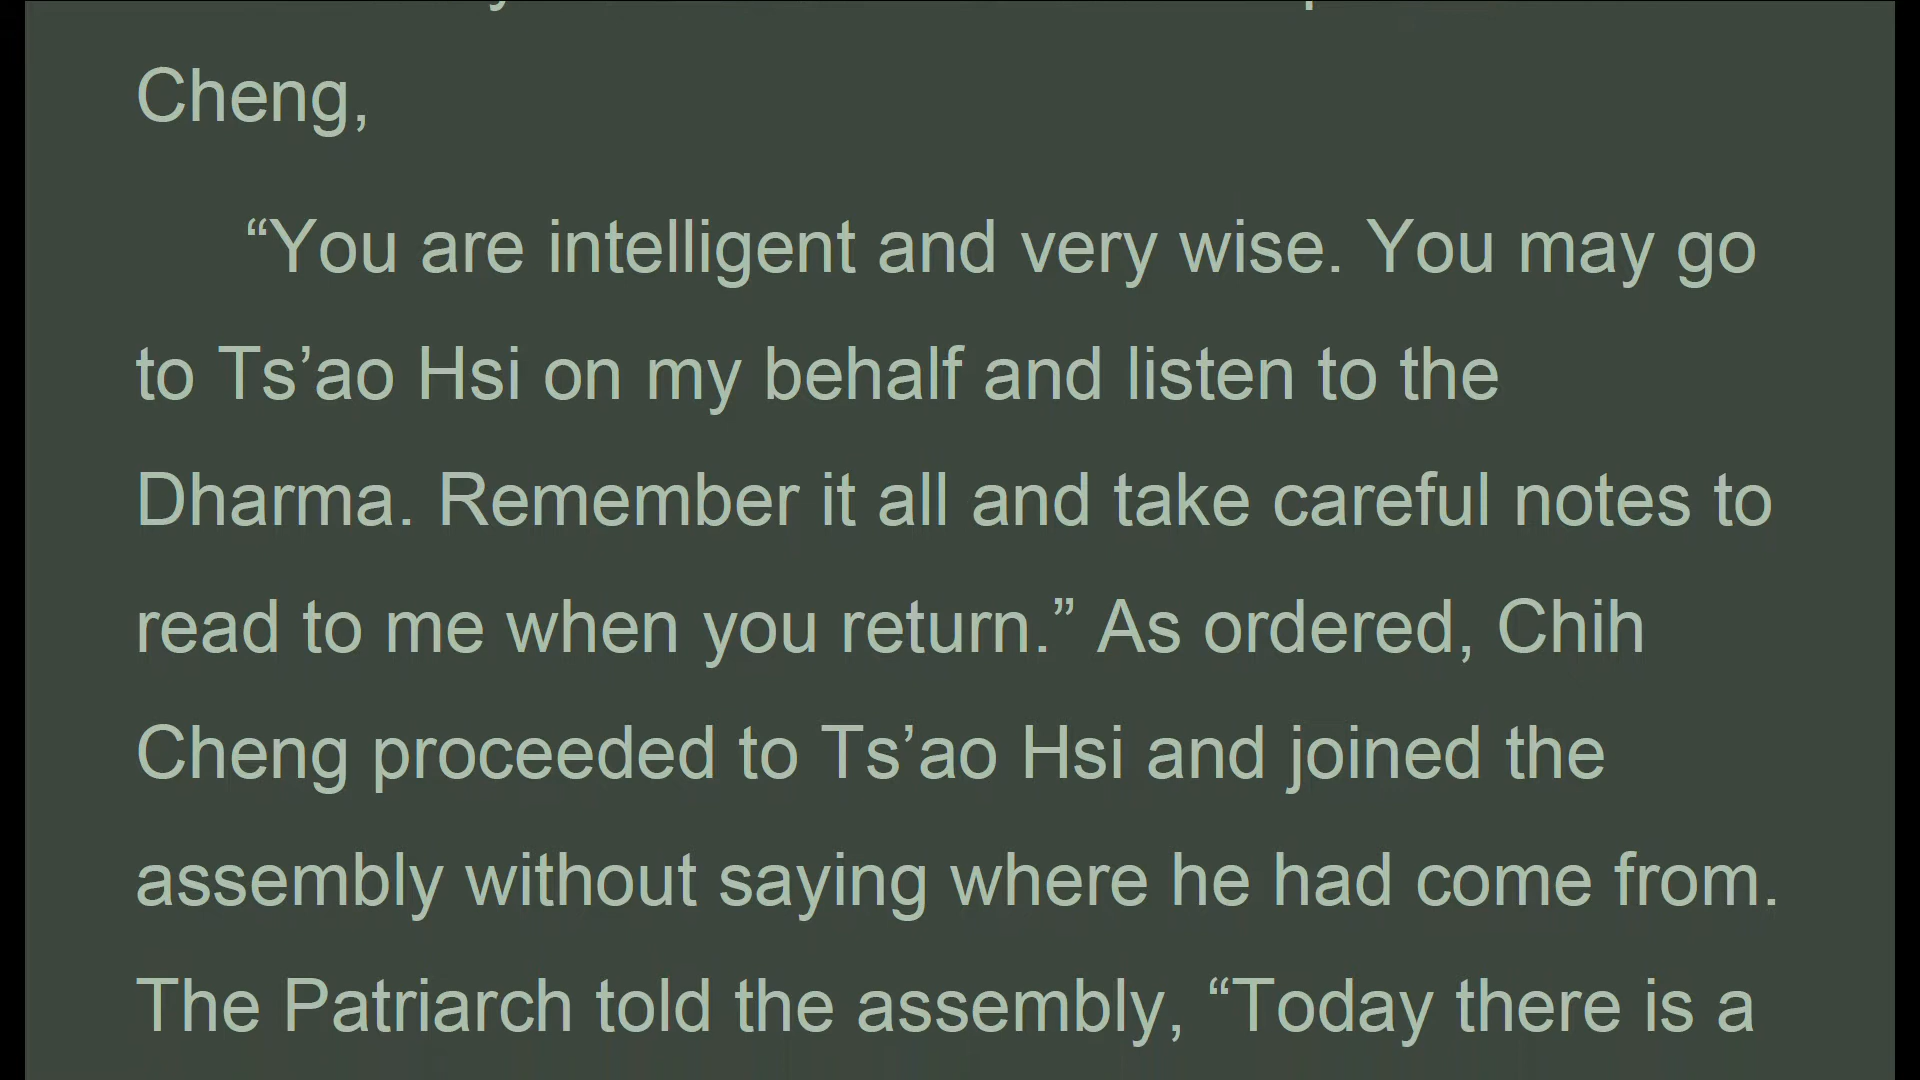 Cheng,
“You are intelligent and very wise. You may go
to Ts’ao Hsi on my behalf and listen to the
Dharma. Remember it all and take careful notes to
read to me when you return.” As ordered, Chih
Cheng proceeded to Ts’ao Hsi and joined the
assembly without saying where he had come from.
The Patriarch told the assembly, “Today there is a